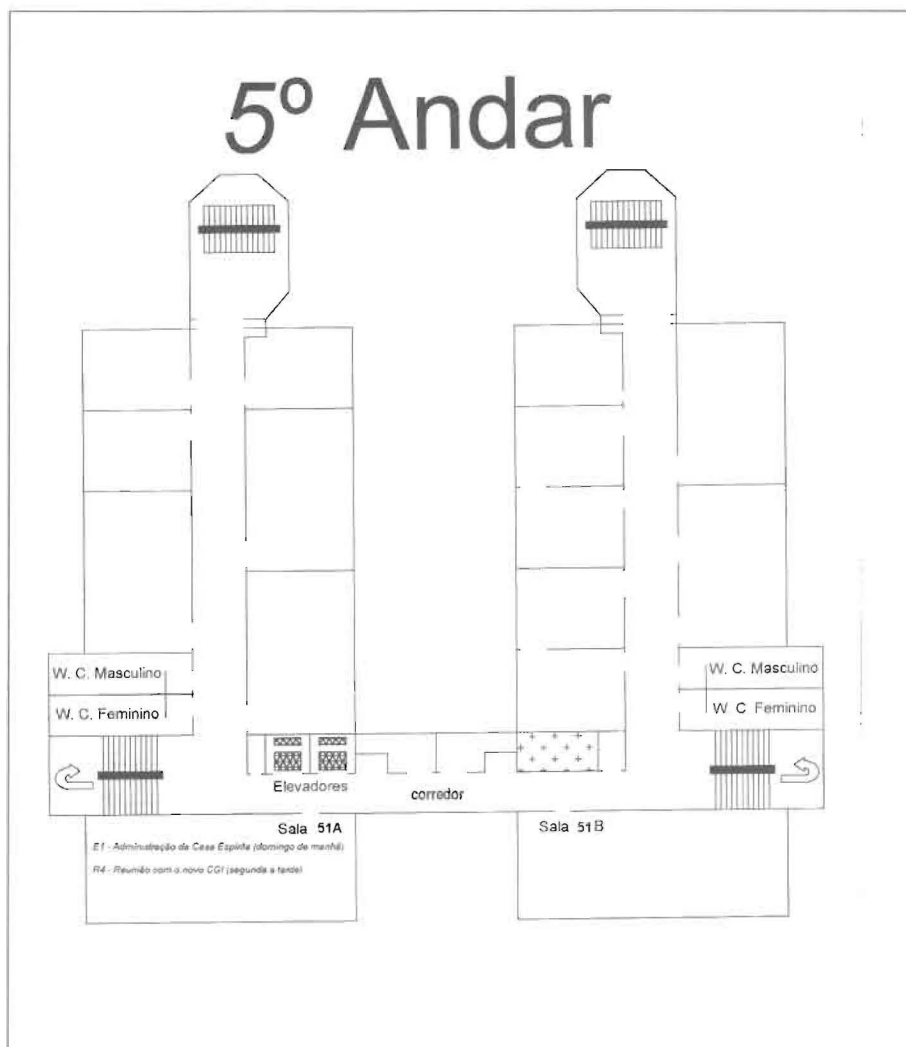 5º Andar
W. C. Masculino
W. C. Feminino
W. C. Masculino
W. C Feminino
Elevadores
corredor
Sala 51A
Sala 51B
E1 - Administração da Casa Espírita (domingo de manhã)
R4 - Reunião com o novo CGI (segunda a tarde)